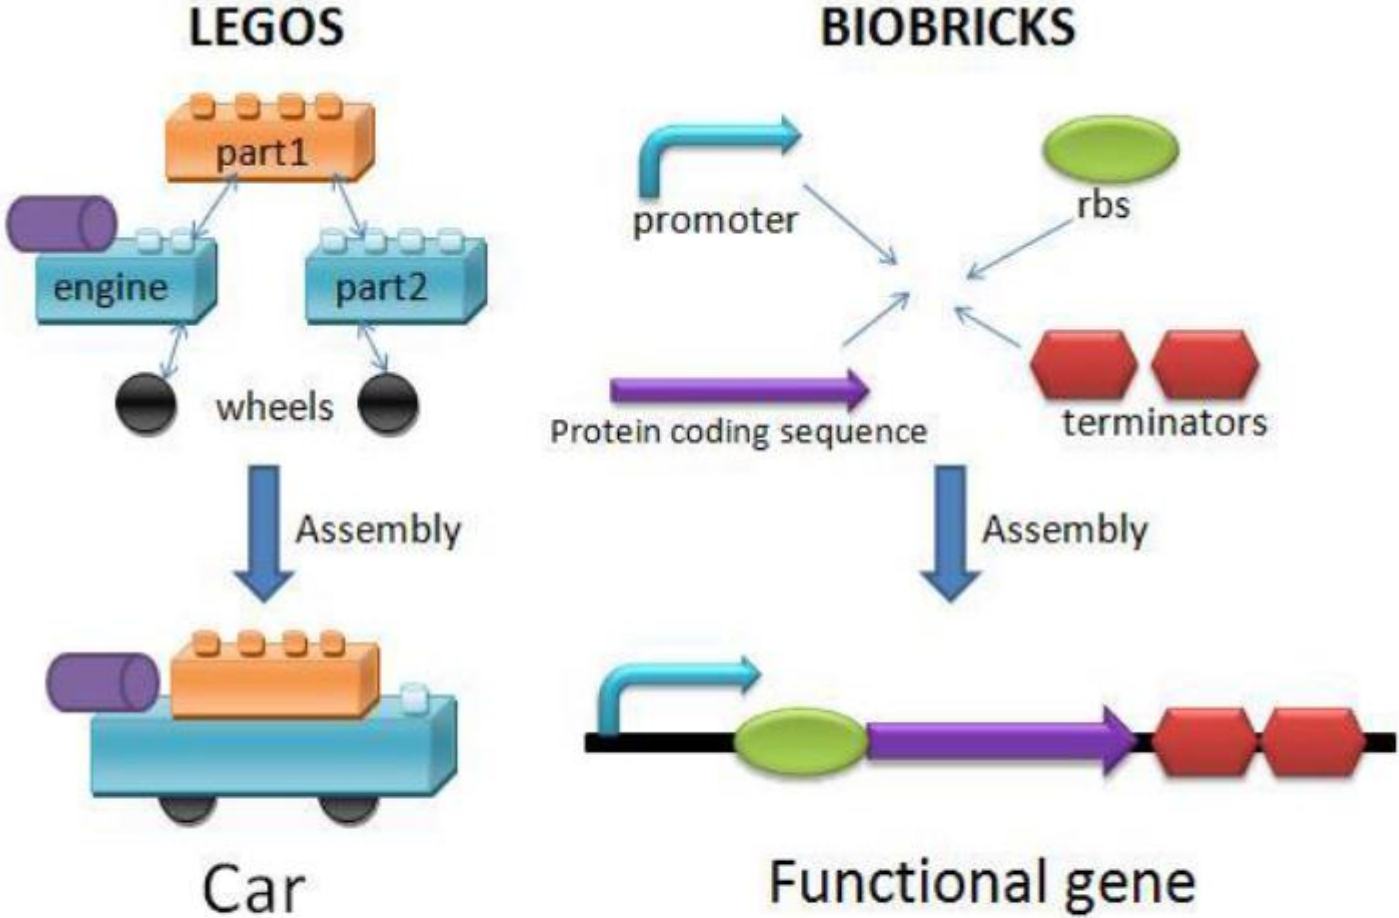 LEGOS
part1
engine
part2
wheels
Assembly
Car
BIOBRICKS
promoter
rbs
Protein coding sequence
terminators
Assembly
Functional gene